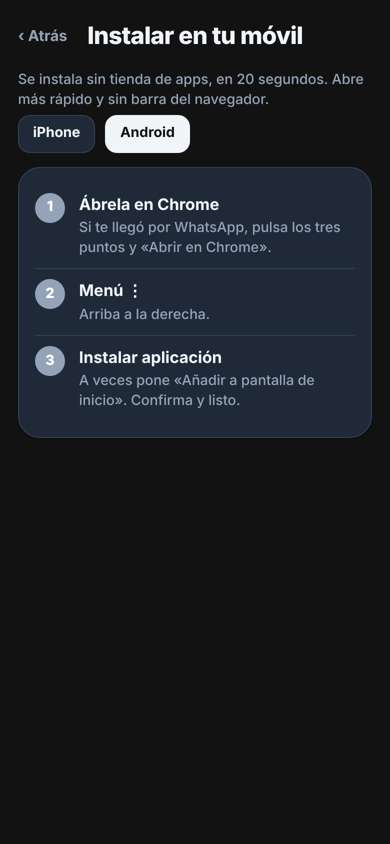 ‹ Atrás Instalar en tu móvil
Se instala sin tienda de apps, en 20 segundos. Abre
más rápido y sin barra del navegador.
iPhone Android
1 Ábrela en Chrome
Si te llegó por WhatsApp, pulsa los tres
puntos y «Abrir en Chrome».
2 Menú ⋮
Arriba a la derecha.
3 Instalar aplicación
A veces pone «Añadir a pantalla de
inicio». Confirma y listo.